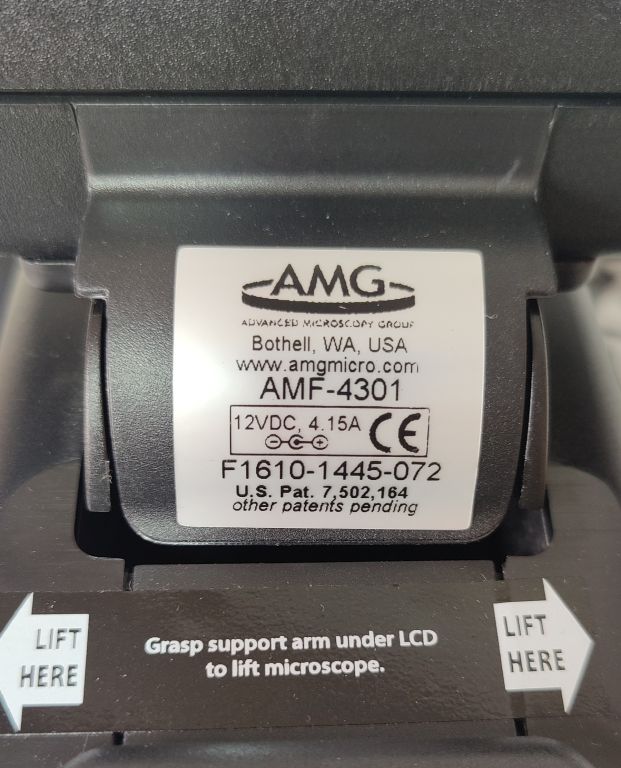 AMG
ADVANCED MICROSCOPY GROUP
Bothell, WA, USA
www.amgmicro.com
AMF-4301
12VDC, 4.15A CE
F1610-1445-072
U.S. Pat. 7,502,164
other patents pending
LIFT
HERE
Grasp support arm under LCD
to lift microscope.
LIFT
HERE